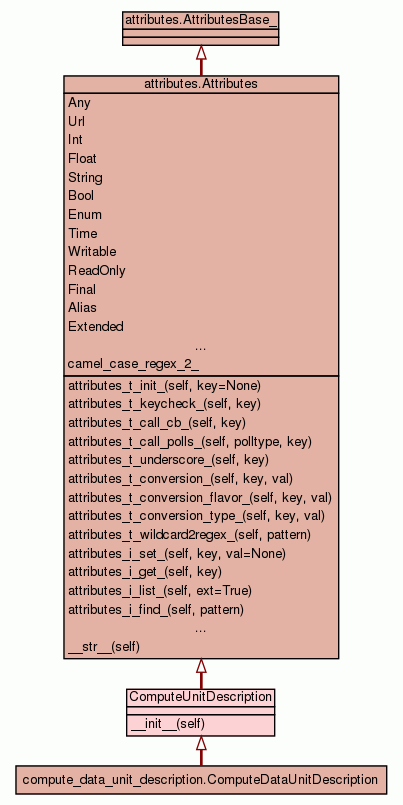 attributes.AttributesBase_
attributes.Attributes
Any
Url
Int
Float
String
Bool
Enum
Time
Writable
ReadOnly
Final
Alias
Extended
...
camel_case_regex_2_
attributes_t_init_(self, key=None)
attributes_t_keycheck_(self, key)
attributes_t_call_cb_(self, key)
attributes_t_call_polls_(self, polltype, key)
attributes_t_underscore_(self, key)
attributes_t_conversion_(self, key, val)
attributes_t_conversion_flavor_(self, key, val)
attributes_t_conversion_type_(self, key, val)
attributes_t_wildcard2regex_(self, pattern)
attributes_i_set_(self, key, val=None)
attributes_i_get_(self, key)
attributes_i_list_(self, ext=True)
attributes_i_find_(self, pattern)
...
__str__(self)
ComputeUnitDescription
__init__(self)
compute_data_unit_description.ComputeDataUnitDescription